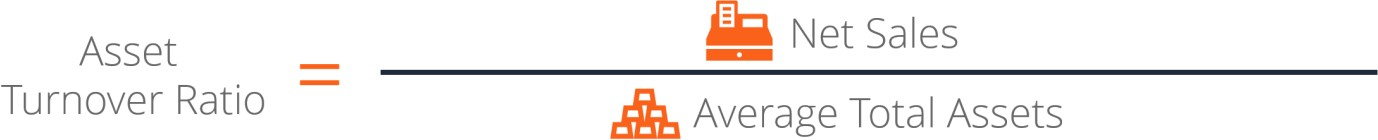 Asset
Turnover Ratio
=
Net Sales
Average Total Assets